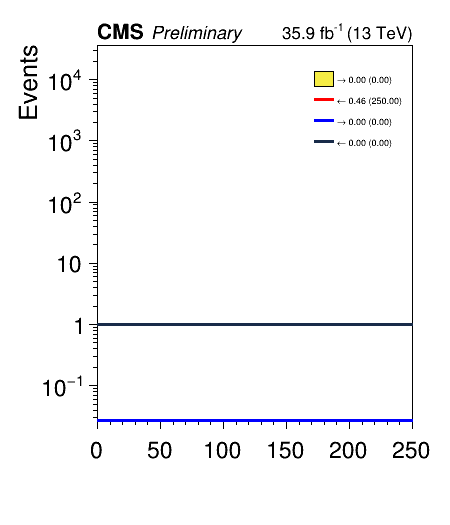 CMS Preliminary 35.9 fb⁻¹ (13 TeV)
Events
10⁴
10³
10²
10
1
10⁻¹
→ 0.00 (0.00)
← 0.46 (250.00)
→ 0.00 (0.00)
← 0.00 (0.00)
0 50 100 150 200 250